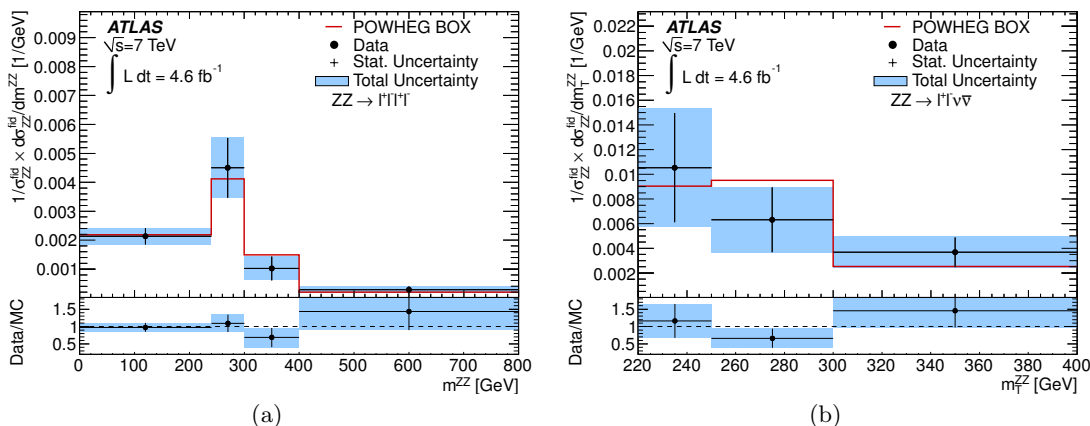 ATLAS
√s=7 TeV
∫ L dt = 4.6 fb⁻¹
POWHEG BOX
Data
Stat. Uncertainty
Total Uncertainty
ZZ → l⁺l⁻l⁺l⁻
1/σ_ZZ^fid × dσ_ZZ^fid/dm^ZZ [1/GeV]
0.009
0.008
0.007
0.006
0.005
0.004
0.003
0.002
0.001
Data/MC
1.5
1
0.5
0 100 200 300 400 500 600 700 800
m^ZZ [GeV]
(a)
ATLAS
√s=7 TeV
∫ L dt = 4.6 fb⁻¹
POWHEG BOX
Data
Stat. Uncertainty
Total Uncertainty
ZZ → l⁺l⁻νν̄
1/σ_ZZ^fid × dσ_ZZ^fid/dm_T^ZZ [1/GeV]
0.022
0.02
0.018
0.016
0.014
0.012
0.01
0.008
0.006
0.004
0.002
Data/MC
1.5
1
0.5
220 240 260 280 300 320 340 360 380 400
m_T^ZZ [GeV]
(b)